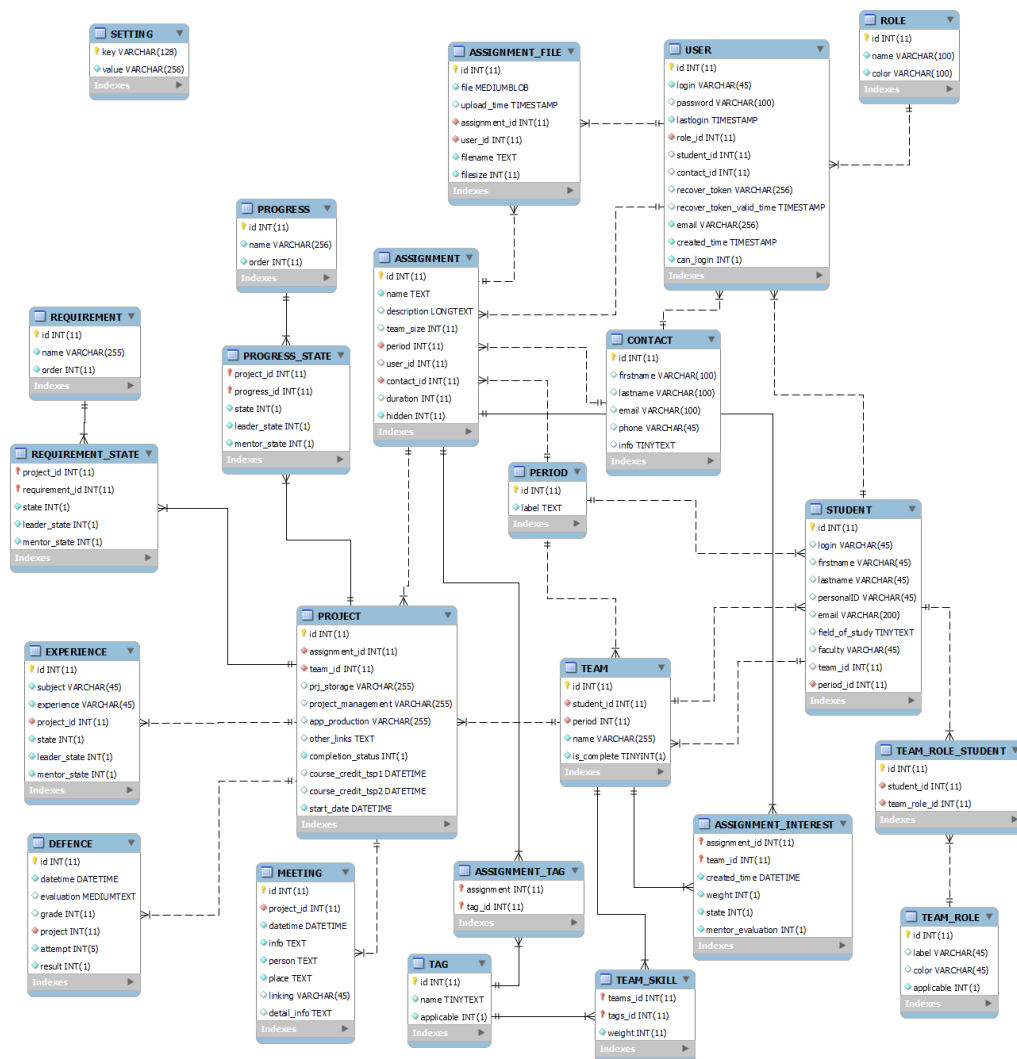 SETTING
key VARCHAR(128)
value VARCHAR(256)
Indexes
ASSIGNMENT_FILE
id INT(11)
file MEDIUMBLOB
upload_time TIMESTAMP
assignment_id INT(11)
user_id INT(11)
filename TEXT
filesize INT(11)
Indexes
USER
id INT(11)
login VARCHAR(45)
password VARCHAR(100)
lastlogin TIMESTAMP
role_id INT(11)
student_id INT(11)
contact_id INT(11)
recover_token VARCHAR(256)
recover_token_valid_time TIMESTAMP
email VARCHAR(256)
created_time TIMESTAMP
can_login INT(1)
Indexes
ROLE
id INT(11)
name VARCHAR(100)
color VARCHAR(100)
Indexes
PROGRESS
id INT(11)
name VARCHAR(256)
order INT(11)
Indexes
ASSIGNMENT
id INT(11)
name TEXT
description LONGTEXT
team_size INT(11)
period INT(11)
user_id INT(11)
contact_id INT(11)
duration INT(11)
hidden INT(11)
Indexes
REQUIREMENT
id INT(11)
name VARCHAR(255)
order INT(11)
Indexes
PROGRESS_STATE
project_id INT(11)
progress_id INT(11)
state INT(1)
leader_state INT(1)
mentor_state INT(1)
Indexes
CONTACT
id INT(11)
firstname VARCHAR(100)
lastname VARCHAR(100)
email VARCHAR(100)
phone VARCHAR(45)
info TINYTEXT
Indexes
REQUIREMENT_STATE
project_id INT(11)
requirement_id INT(11)
state INT(1)
leader_state INT(1)
mentor_state INT(1)
Indexes
PERIOD
id INT(11)
label TEXT
Indexes
STUDENT
id INT(11)
login VARCHAR(45)
firstname VARCHAR(45)
lastname VARCHAR(45)
personalID VARCHAR(45)
email VARCHAR(200)
field_of_study TINYTEXT
faculty VARCHAR(45)
team_id INT(11)
period_id INT(11)
Indexes
PROJECT
id INT(11)
assignment_id INT(11)
team_id INT(11)
prj_storage VARCHAR(255)
project_management VARCHAR(255)
app_production VARCHAR(255)
other_links TEXT
completion_status INT(1)
course_credit_tsp1 DATETIME
course_credit_tsp2 DATETIME
start_date DATETIME
Indexes
EXPERIENCE
id INT(11)
subject VARCHAR(45)
experience VARCHAR(45)
project_id INT(11)
state INT(1)
leader_state INT(1)
mentor_state INT(1)
Indexes
TEAM
id INT(11)
student_id INT(11)
period INT(11)
name VARCHAR(255)
is_complete TINYINT(1)
Indexes
TEAM_ROLE_STUDENT
id INT(11)
student_id INT(11)
team_role_id INT(11)
Indexes
DEFENCE
id INT(11)
datetime DATETIME
evaluation MEDIUMTEXT
grade INT(11)
project INT(11)
attempt INT(5)
result INT(1)
Indexes
MEETING
id INT(11)
project_id INT(11)
datetime DATETIME
info TEXT
person TEXT
place TEXT
linking VARCHAR(45)
detail_info TEXT
Indexes
ASSIGNMENT_TAG
assignment INT(11)
tag_id INT(11)
Indexes
ASSIGNMENT_INTEREST
assignment_id INT(11)
team_id INT(11)
created_time DATETIME
weight INT(1)
state INT(1)
mentor_evaluation INT(1)
Indexes
TEAM_ROLE
id INT(11)
label VARCHAR(45)
color VARCHAR(45)
applicable INT(1)
Indexes
TAG
id INT(11)
name TINYTEXT
applicable INT(1)
Indexes
TEAM_SKILL
teams_id INT(11)
tags_id INT(11)
weight INT(11)
Indexes